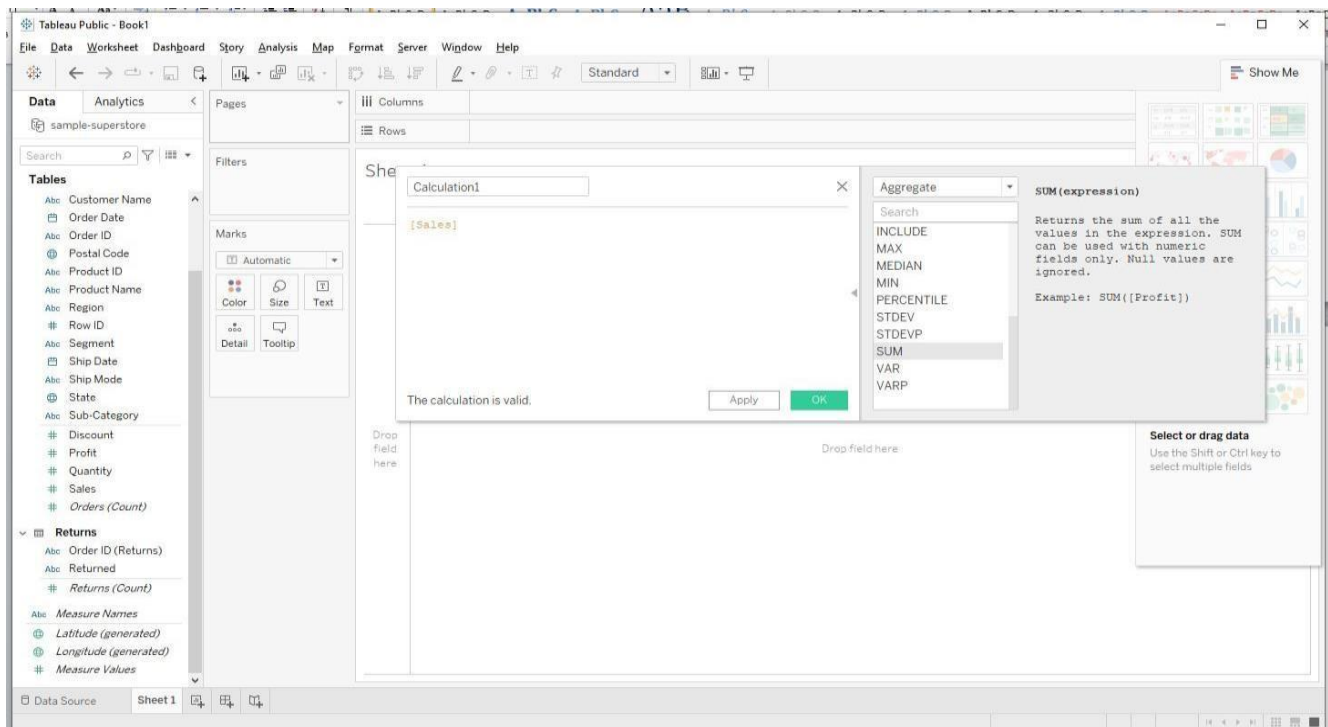 Tableau Public - Book1
File Data Worksheet Dashboard Story Analysis Map Format Server Window Help
Standard
Show Me
Data Analytics
Pages
Columns
sample-superstore
Rows
Search
Filters
She
Tables
Abc Customer Name
Order Date
Abc Order ID
Postal Code
Abc Product ID
Abc Product Name
Abc Region
# Row ID
Abc Segment
Ship Date
Abc Ship Mode
State
Abc Sub-Category
# Discount
# Profit
# Quantity
# Sales
# Orders (Count)
Returns
Abc Order ID (Returns)
Abc Returned
# Returns (Count)
Abc Measure Names
Latitude (generated)
Longitude (generated)
# Measure Values
Marks
Automatic
Color Size Text
Detail Tooltip
Calculation1
[Sales]
The calculation is valid.
Apply OK
Aggregate
Search
INCLUDE
MAX
MEDIAN
MIN
PERCENTILE
STDEV
STDEVP
SUM
VAR
VARP
SUM(expression)
Returns the sum of all the
values in the expression. SUM
can be used with numeric
fields only. Null values are
ignored.
Example: SUM([Profit])
Drop
field
here
Drop field here
Select or drag data
Use the Shift or Ctrl key to
select multiple fields
Data Source Sheet 1